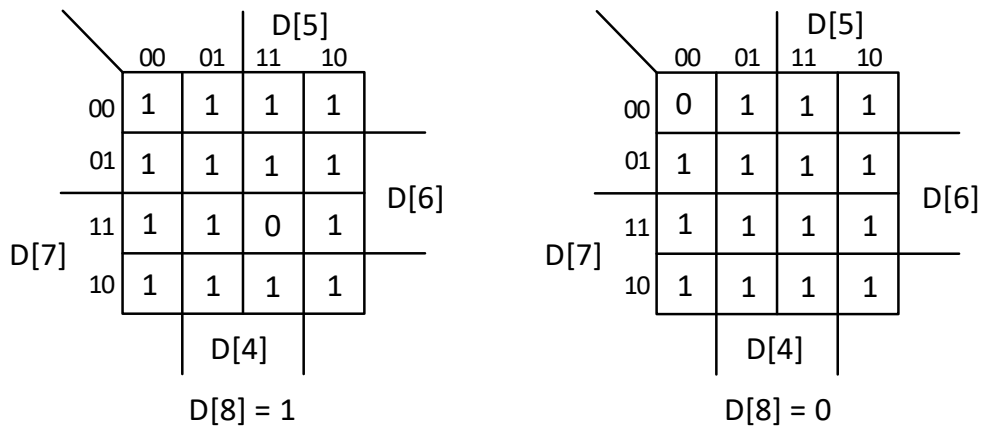 D[5] D[5]
00 01 11 10 00 01 11 10
00 1 1 1 1 00 0 1 1 1
01 1 1 1 1 01 1 1 1 1
D[6] D[6]
11 1 1 0 1 11 1 1 1 1
D[7] D[7]
10 1 1 1 1 10 1 1 1 1
D[4] D[4]
D[8] = 1 D[8] = 0